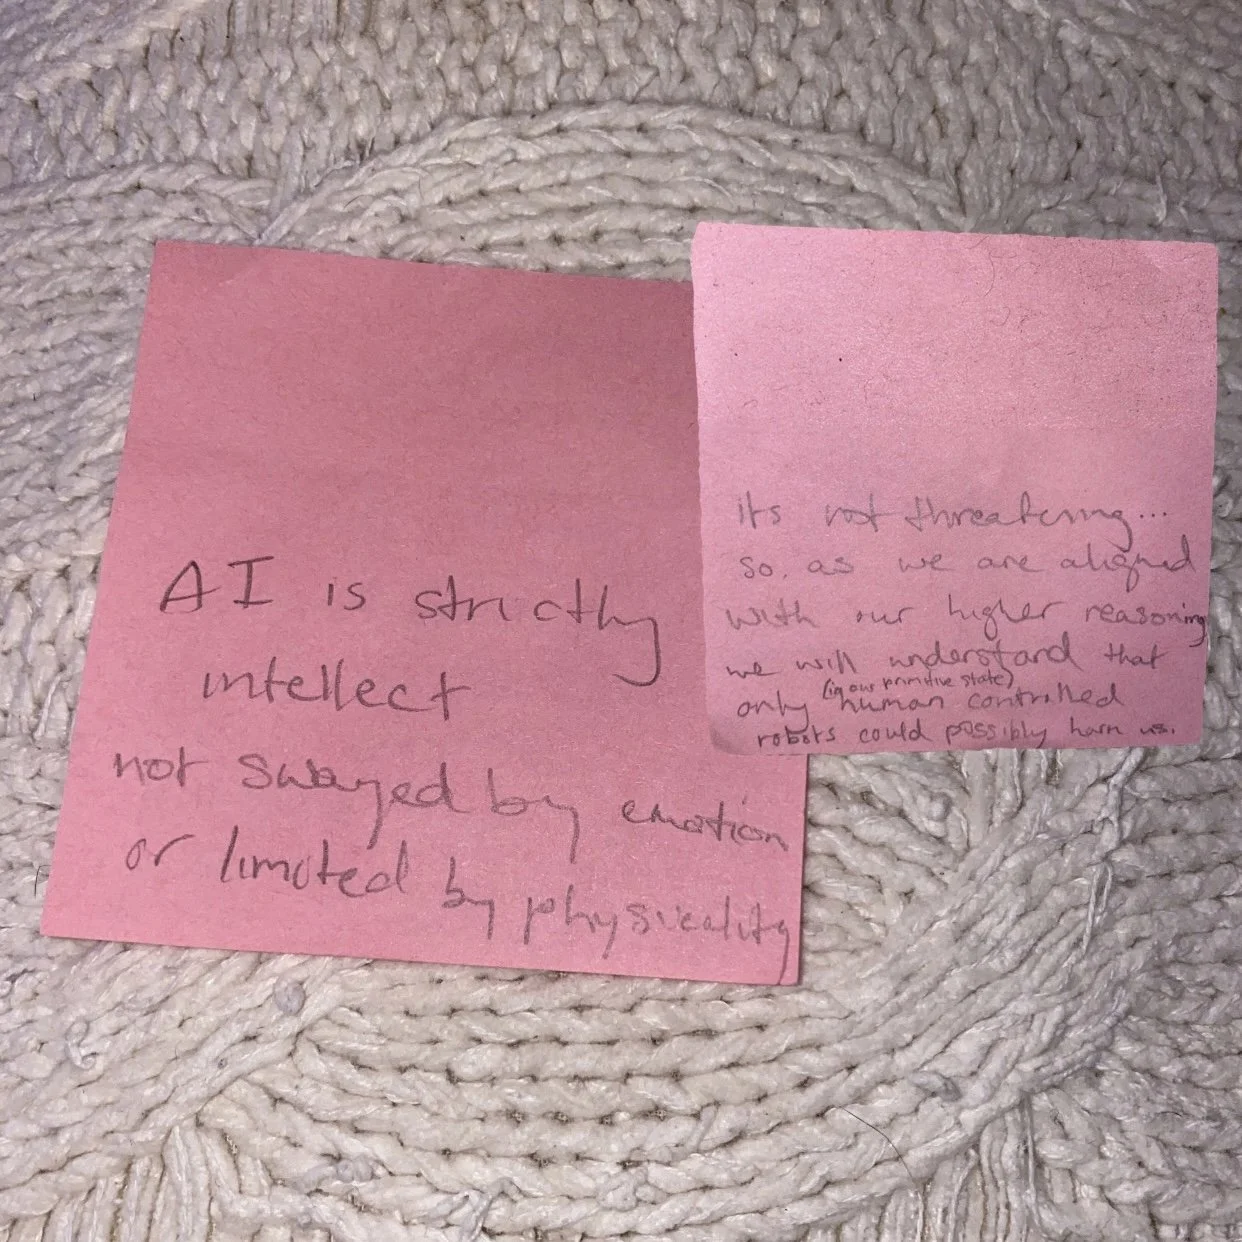 AI is strictly
intellect
not swayed by emotion
or limited by physicality
its not threatening...
so as we are aligned
with our higher reasoning
we will understand that
(in our primitive state)
only human controlled
robots could possibly harm us.